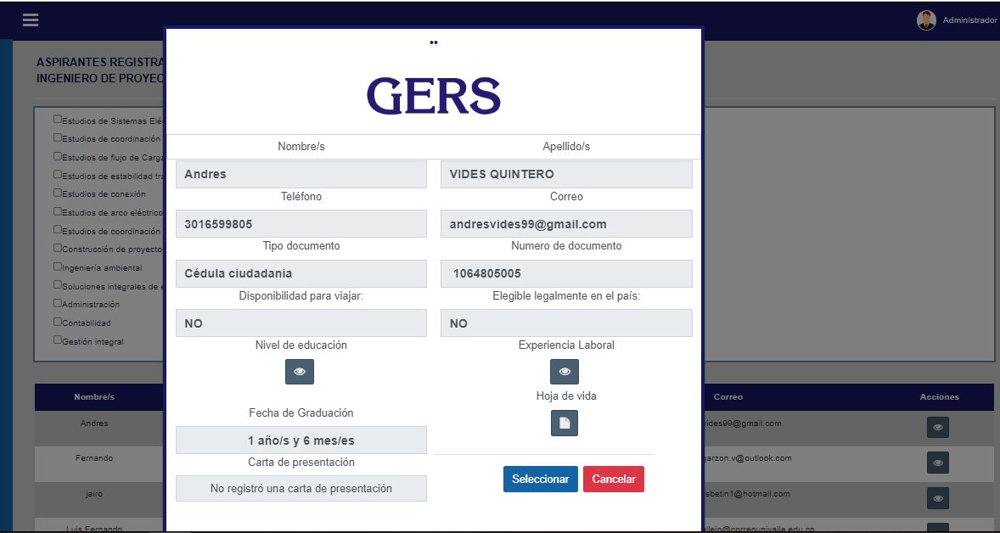 Administrador
ASPIRANTES REGISTRA
INGENIERO DE PROYEC
Estudios de Sistemas Elé
Estudios de coordinación
Estudios de flujo de Carga
Estudios de estabilidad tra
Estudios de conexión
Estudios de arco eléctrico
Estudios de coordinación
Construcción de proyecto
Ingeniería ambiental
Soluciones integrales de e
Administración
Contabilidad
Gestión integral
GERS
Nombre/s Apellido/s
Andres VIDES QUINTERO
Teléfono Correo
3016599805 andresvides99@gmail.com
Tipo documento Numero de documento
Cédula ciudadania 1064805005
Disponibilidad para viajar: Elegible legalmente en el país:
NO NO
Nivel de educación Experiencia Laboral
Hoja de vida
Fecha de Graduación
1 año/s y 6 mes/es
Carta de presentación
No registró una carta de presentación
Seleccionar Cancelar
Nombre/s Correo Acciones
Andres vides99@gmail.com
Fernando garzon.v@outlook.com
jairo sbetin1@hotmail.com
Luis Fernando llejo@correounivalle.edu.co